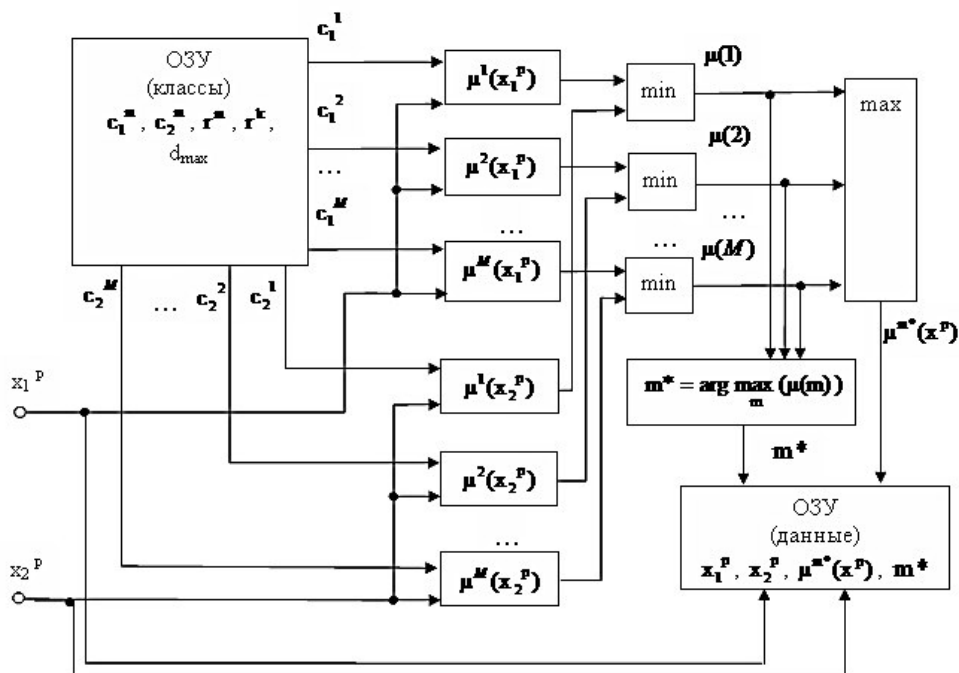 ОЗУ
(классы)
c₁ᵐ, c₂ᵐ, rᵐ, rᵏ,
d_max
c₁¹
c₁²
...
c₁ᴹ
c₂ᴹ
...
c₂²
c₂¹
μ¹(x₁ᵖ)
μ²(x₁ᵖ)
...
μᴹ(x₁ᵖ)
μ¹(x₂ᵖ)
μ²(x₂ᵖ)
...
μᴹ(x₂ᵖ)
min
μ(1)
min
μ(2)
...
...
min
μ(M)
max
μᵐ*(xᵖ)
m* = arg max (μ(m))
m
m*
x₁ᵖ
x₂ᵖ
ОЗУ
(данные)
x₁ᵖ, x₂ᵖ, μᵐ*(xᵖ), m*